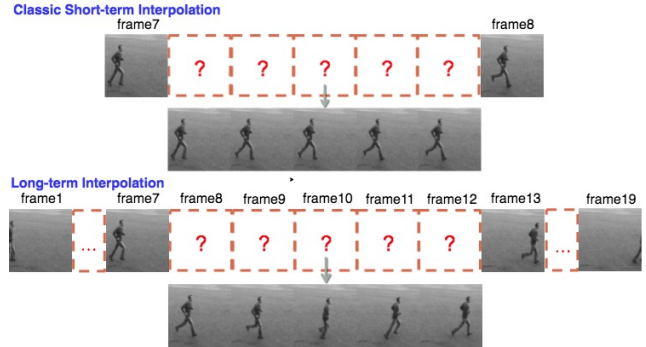 Classic Short-term Interpolation
frame7 frame8
? ? ? ? ?
Long-term Interpolation
frame1 frame7 frame8 frame9 frame10 frame11 frame12 frame13 frame19
... ? ? ? ? ? ...